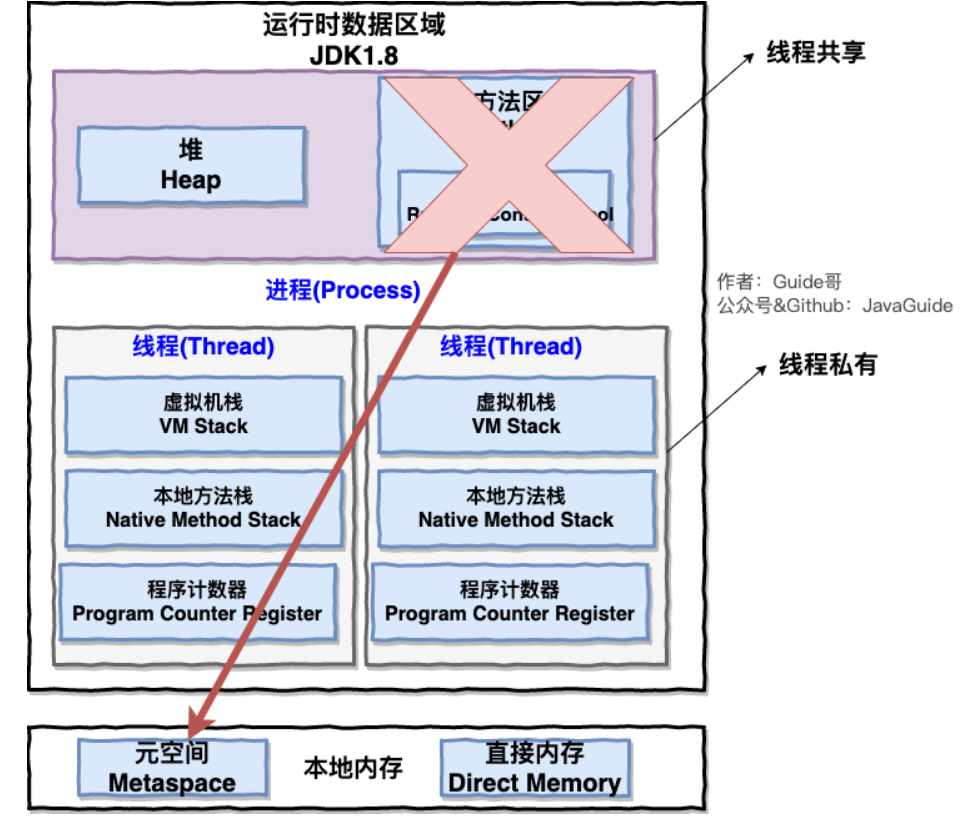 运行时数据区域
JDK1.8
线程共享
方法区
堆
Heap
进程(Process)
作者：Guide哥
公众号&Github：JavaGuide
线程(Thread)
线程(Thread)
线程私有
虚拟机栈
VM Stack
虚拟机栈
VM Stack
本地方法栈
Native Method Stack
本地方法栈
Native Method Stack
程序计数器
Program Counter Register
程序计数器
Program Counter Register
元空间
Metaspace
本地内存
直接内存
Direct Memory